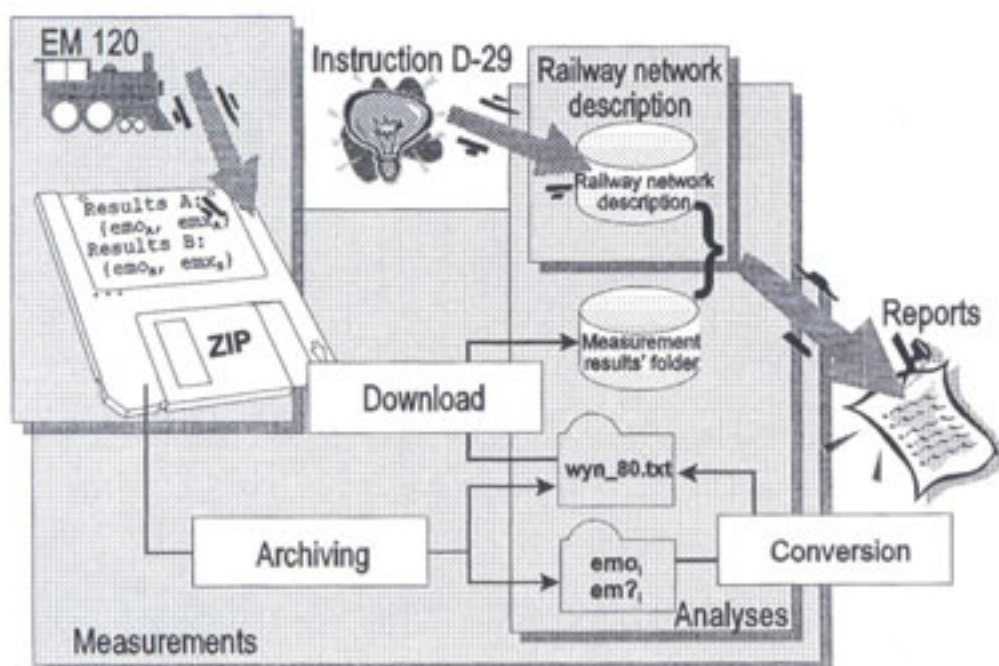 EM 120
Instruction D-29
Railway network
description
Railway network
description
Results A:
(emoA, emxA)
Results B:
(emoB, emxB)
...
ZIP
Measurement
results' folder
Reports
Download
wyn_80.txt
Archiving
emoi
em?i
Conversion
Analyses
Measurements